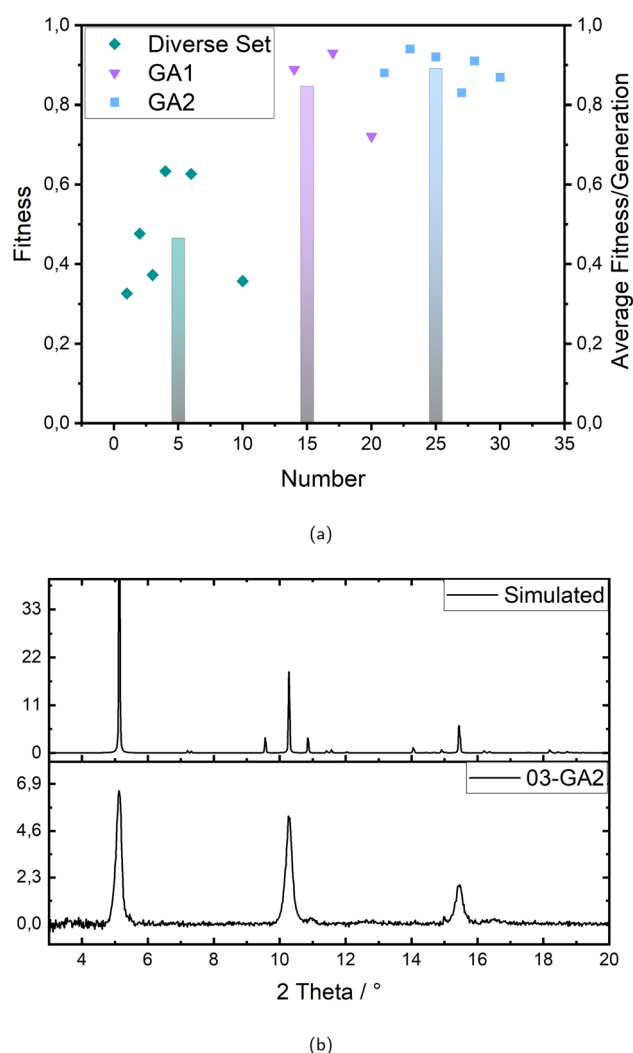 1,0
0,8
0,6
0,4
0,2
0,0
Fitness
Diverse Set
GA1
GA2
1,0
0,8
0,6
0,4
0,2
0,0
Average Fitness/Generation
0 5 10 15 20 25 30 35
Number
(a)
33
22
11
0
Simulated
6,9
4,6
2,3
0,0
03-GA2
4 6 8 10 12 14 16 18 20
2 Theta / °
(b)